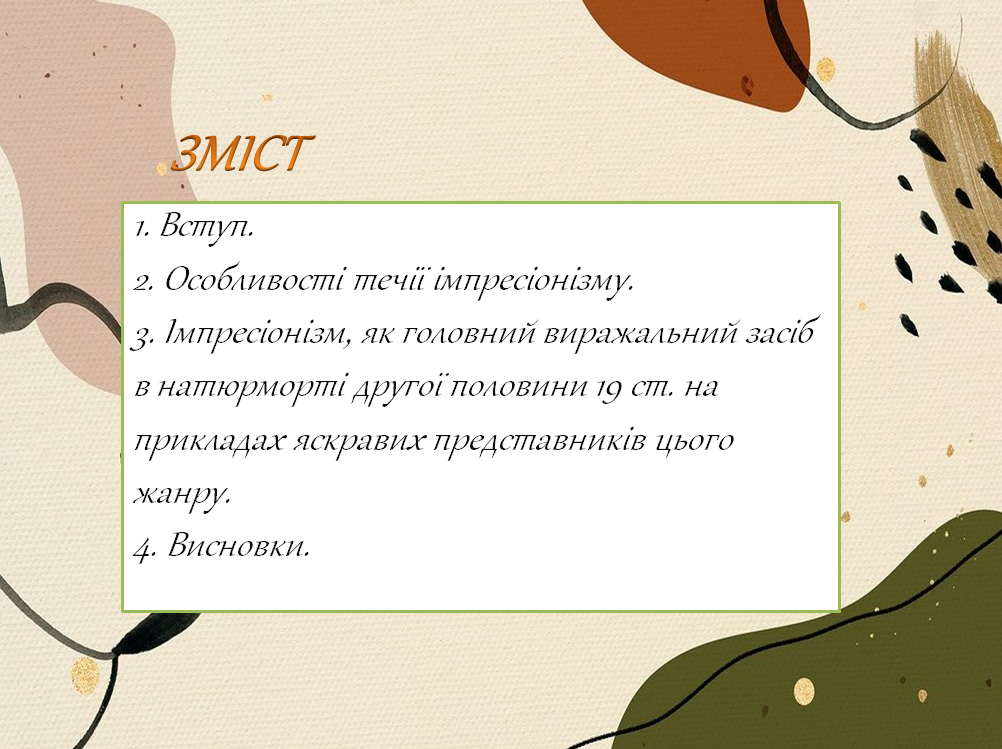 ЗМІСТ
1. Вступ.
2. Особливості течії імпресіонізму.
3. Імпресіонізм, як головний виражальний засіб
в натюрморті другої половини 19 ст. на
прикладах яскравих представників цього
жанру.
4. Висновки.